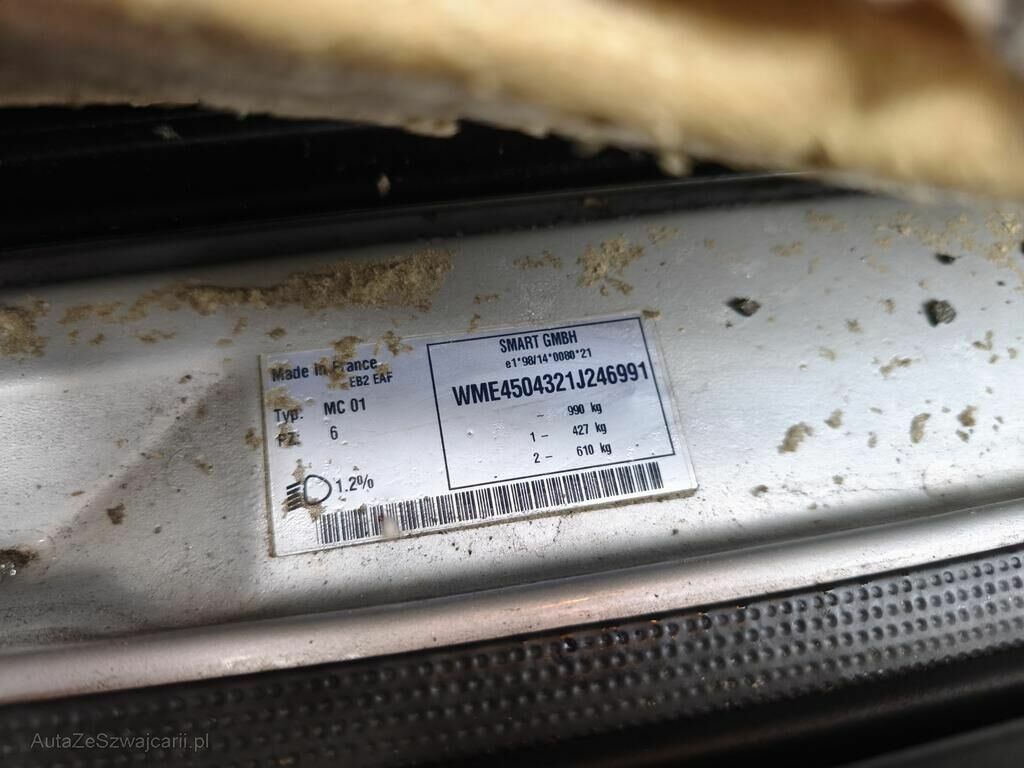 Made in France
EB2 EAF
Typ. MC 01
PZ. 6
1.2%
SMART GMBH
e1*98/14*0080*21
WME4504321J246991
- 990 kg
1 - 427 kg
2 - 610 kg
AutaZeSzwajcarii.pl